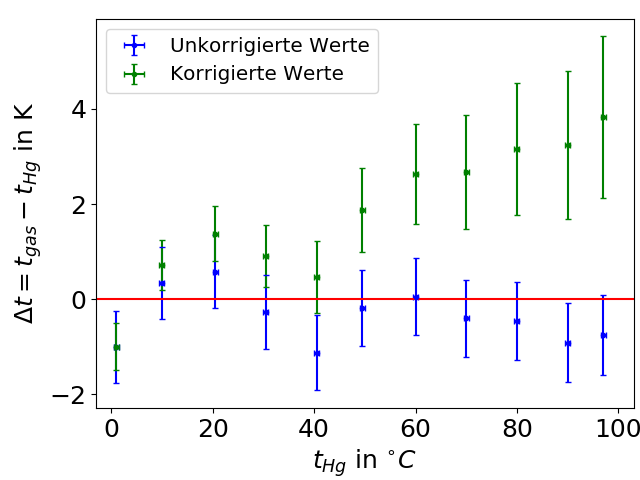 Unkorrigierte Werte
Korrigierte Werte
Δt = t_gas − t_Hg in K
4
2
0
−2
0 20 40 60 80 100
t_Hg in °C